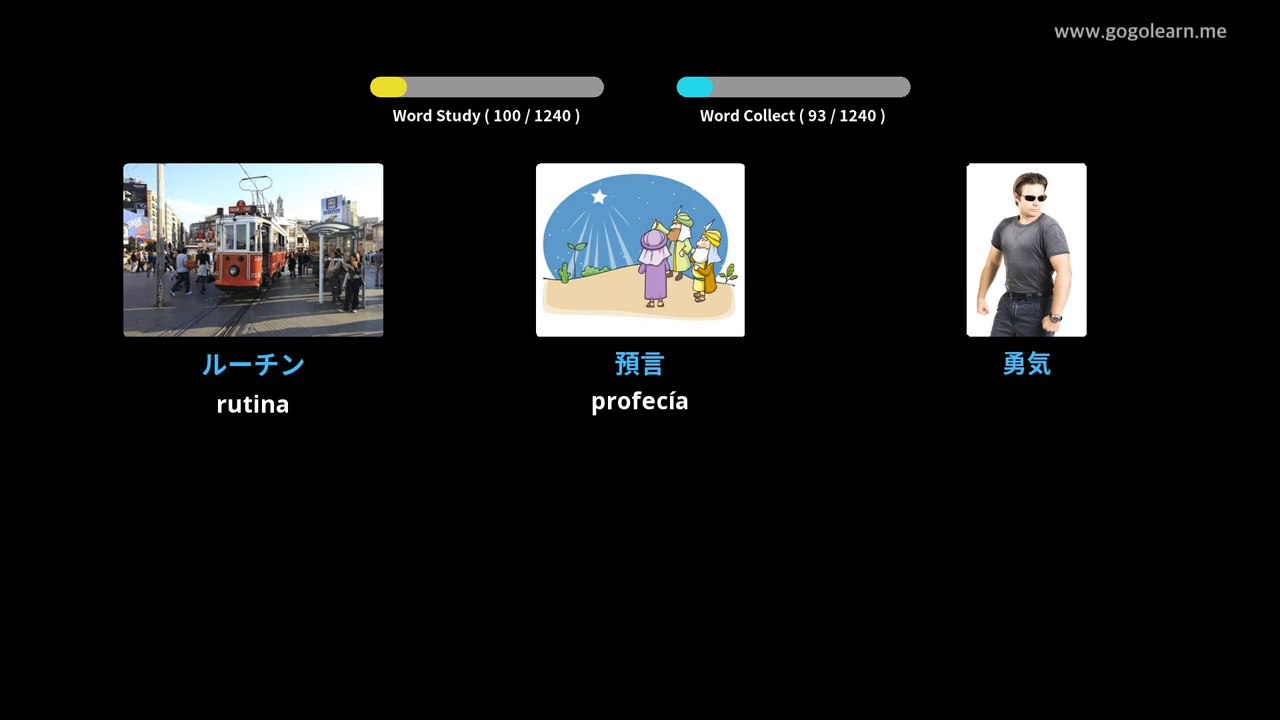 www.gogolearn.me
Word Study ( 100 / 1240 )
Word Collect ( 93 / 1240 )
ルーチン
預言
勇気
rutina
profecía